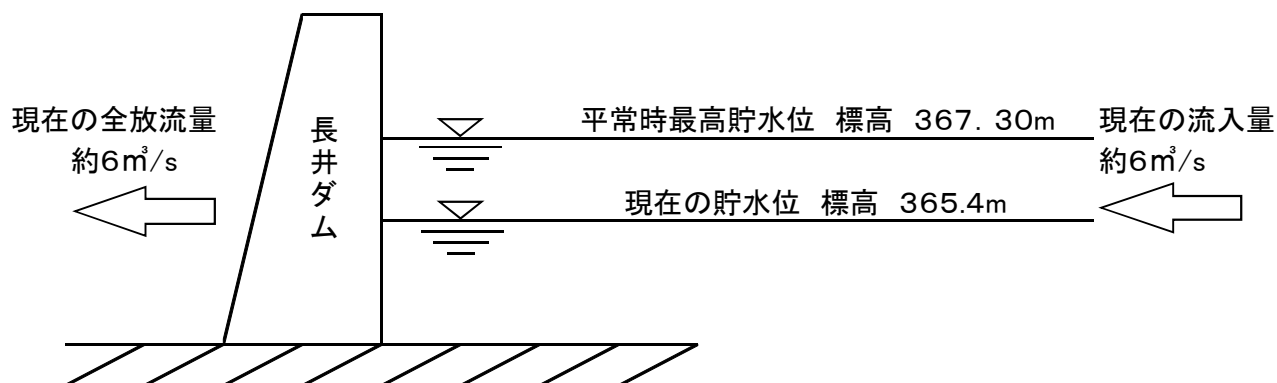 現在の全放流量
約6㎥/s
長井ダム
平常時最高貯水位 標高 367.30m
現在の貯水位 標高 365.4m
現在の流入量
約6㎥/s